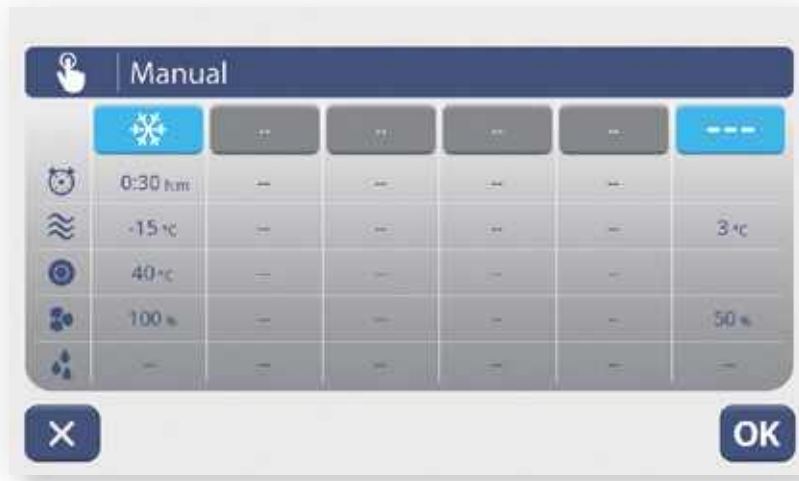 Manual
-- -- -- -- ---
0:30 h:m -- -- -- --
-15 °C -- -- -- -- 3 °C
40 °C -- -- -- --
100 % -- -- -- -- 50 %
-- -- -- -- -- --
OK